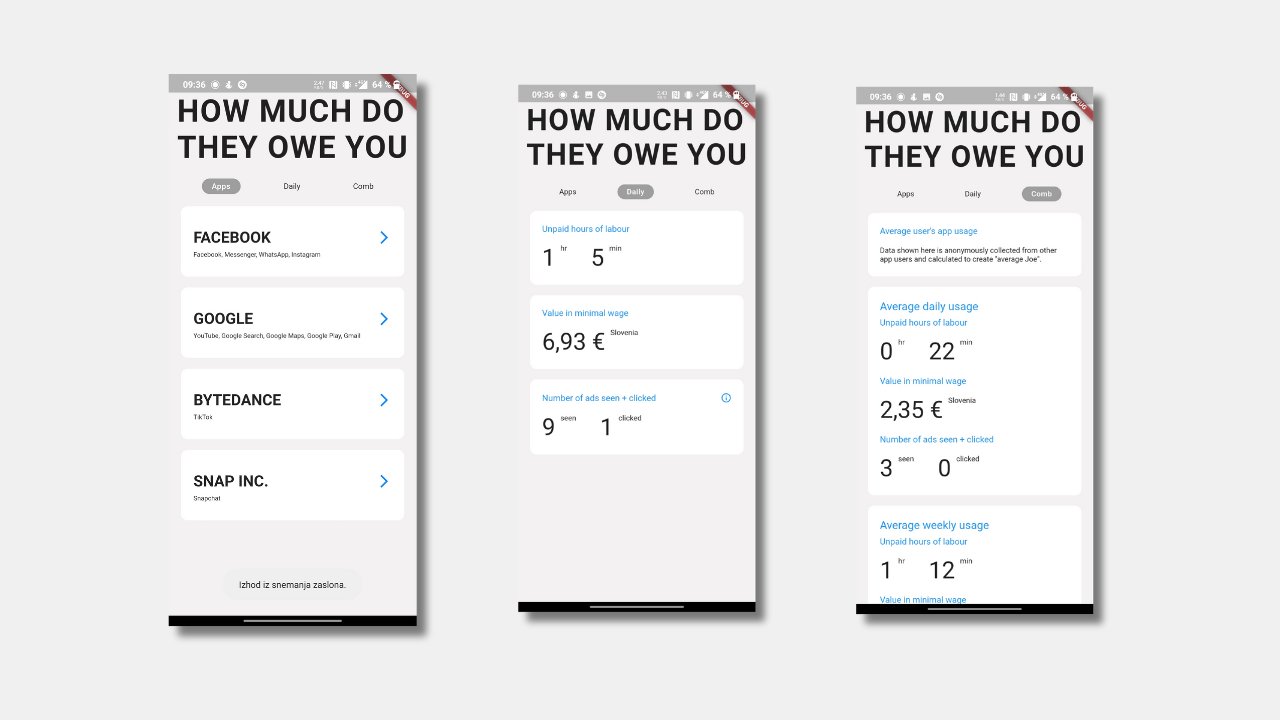 09:36
64 %
HOW MUCH DO
THEY OWE YOU
Apps Daily Comb
FACEBOOK
Facebook, Messenger, WhatsApp, Instagram
GOOGLE
YouTube, Google Search, Google Maps, Google Play, Gmail
BYTEDANCE
TikTok
SNAP INC.
Snapchat
Izhod iz snemanja zaslona.
09:36
64 %
HOW MUCH DO
THEY OWE YOU
Apps Daily Comb
Unpaid hours of labour
1 hr 5 min
Value in minimal wage
6,93 € Slovenia
Number of ads seen + clicked
9 seen 1 clicked
09:36
64 %
HOW MUCH DO
THEY OWE YOU
Apps Daily Comb
Average user's app usage
Data shown here is anonymously collected from other
app users and calculated to create "average Joe".
Average daily usage
Unpaid hours of labour
0 hr 22 min
Value in minimal wage
2,35 € Slovenia
Number of ads seen + clicked
3 seen 0 clicked
Average weekly usage
Unpaid hours of labour
1 hr 12 min
Value in minimal wage